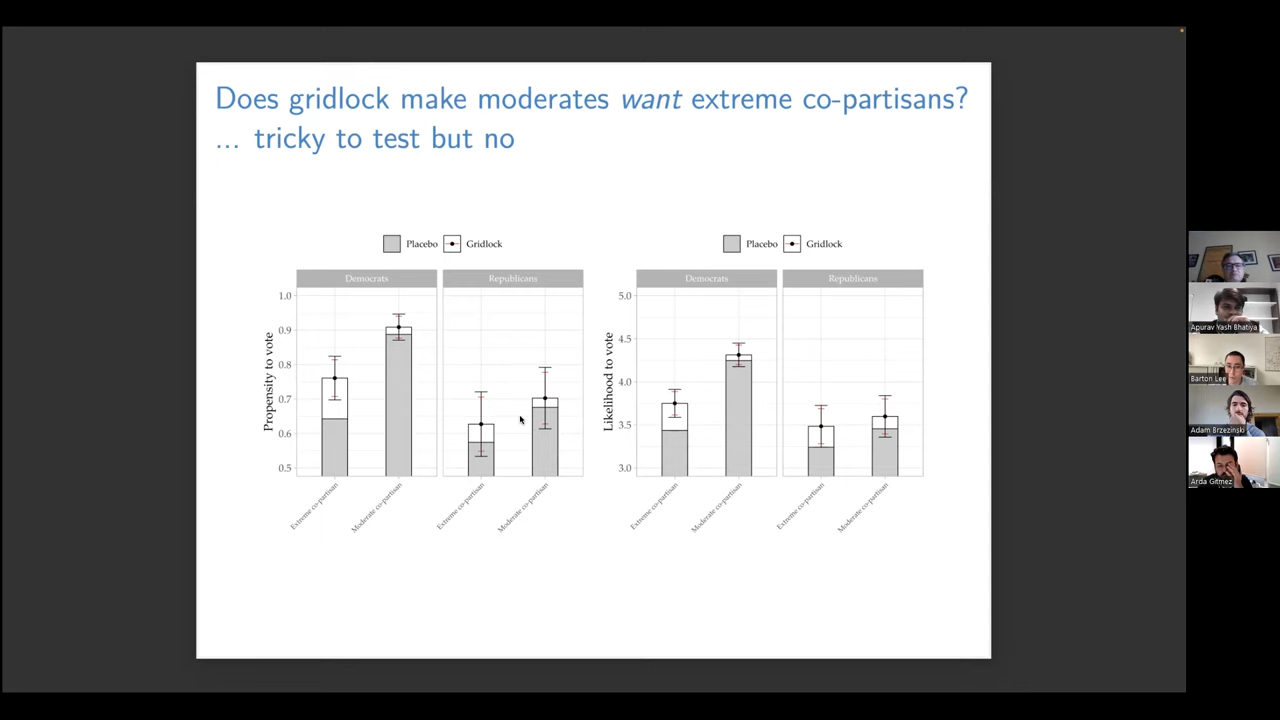 Does gridlock make moderates want extreme co-partisans?
... tricky to test but no
Placebo Gridlock
Democrats Republicans
Propensity to vote
1.0
0.9
0.8
0.7
0.6
0.5
Extreme co-partisan
Moderate co-partisan
Extreme co-partisan
Moderate co-partisan
Placebo Gridlock
Democrats Republicans
Likelihood to vote
5.0
4.5
4.0
3.5
3.0
Extreme co-partisan
Moderate co-partisan
Extreme co-partisan
Moderate co-partisan
Apurav Yash Bhatiya
Barton Lee
Adam Brzezinski
Arda Gitmez